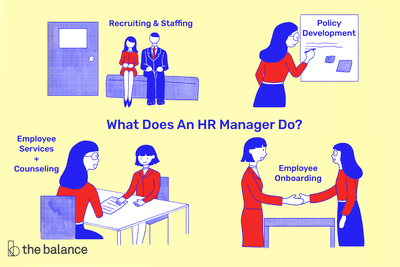 Recruiting & Staffing
Policy
Development
What Does An HR Manager Do?
Employee
Services
+
Counseling
Employee
Onboarding
the balance